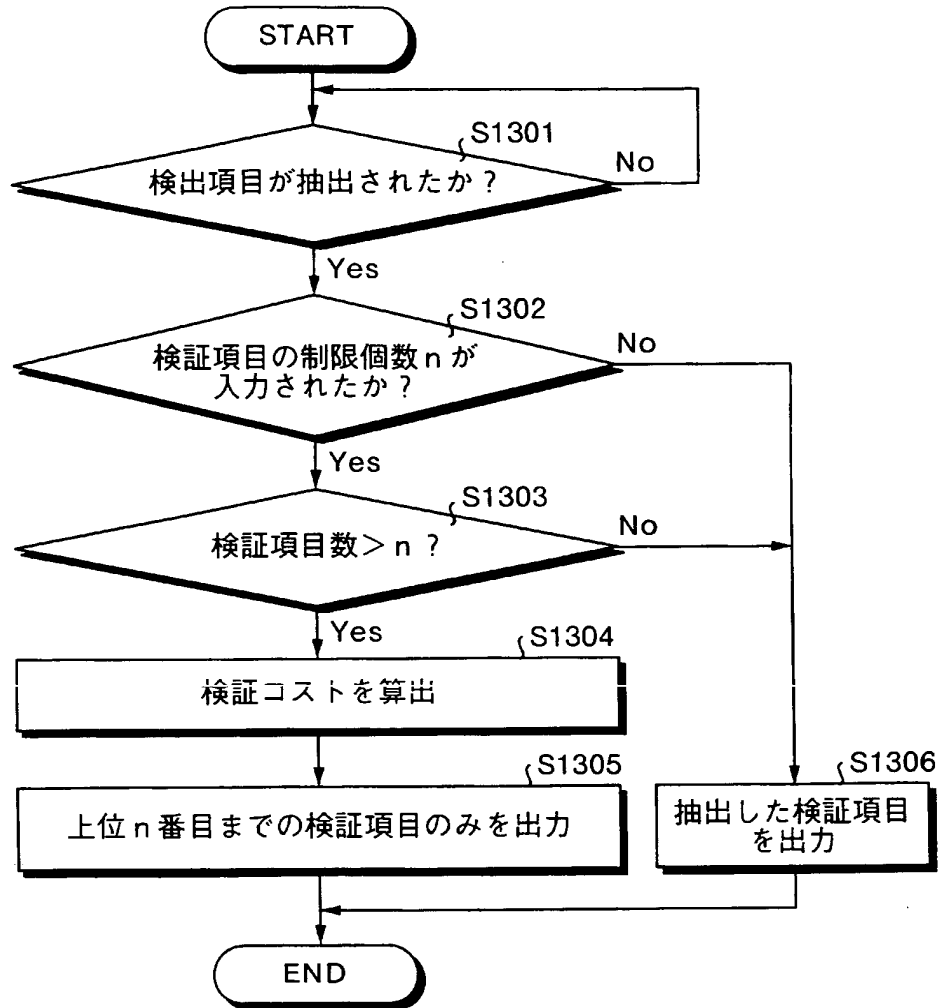 START
S1301
検出項目が抽出されたか？
No
Yes
S1302
検証項目の制限個数nが
入力されたか？
No
Yes
S1303
検証項目数＞n？
No
Yes
S1304
検証コストを算出
S1305
上位n番目までの検証項目のみを出力
S1306
抽出した検証項目
を出力
END